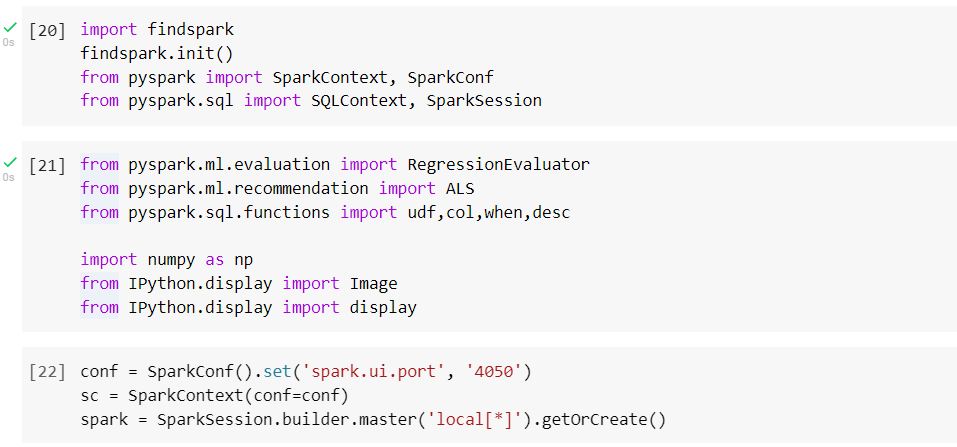 [20] import findspark
0s findspark.init()
from pyspark import SparkContext, SparkConf
from pyspark.sql import SQLContext, SparkSession
[21] from pyspark.ml.evaluation import RegressionEvaluator
0s from pyspark.ml.recommendation import ALS
from pyspark.sql.functions import udf,col,when,desc
import numpy as np
from IPython.display import Image
from IPython.display import display
[22] conf = SparkConf().set('spark.ui.port', '4050')
sc = SparkContext(conf=conf)
spark = SparkSession.builder.master('local[*]').getOrCreate()